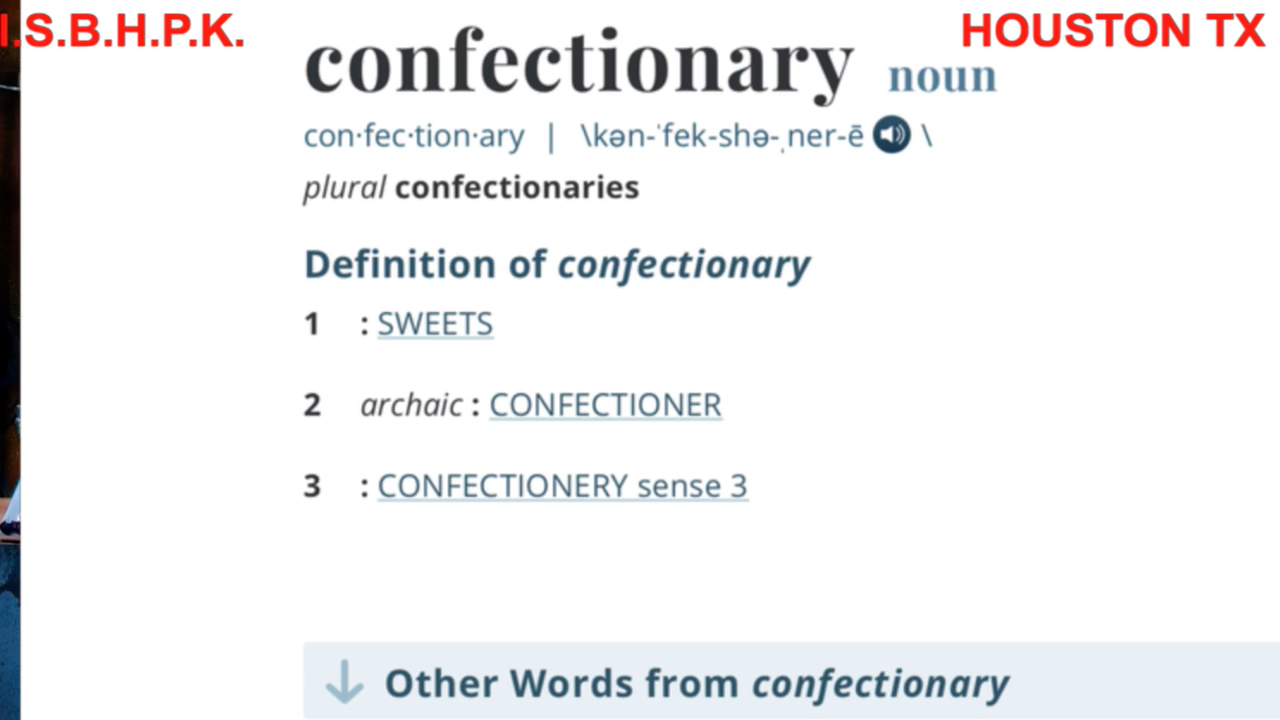 I.S.B.H.P.K.
HOUSTON TX
confectionary noun
con·fec·tion·ary | \kən-ˈfek-shə-ˌner-ē \
plural confectionaries
Definition of confectionary
1 : SWEETS
2 archaic : CONFECTIONER
3 : CONFECTIONERY sense 3
Other Words from confectionary